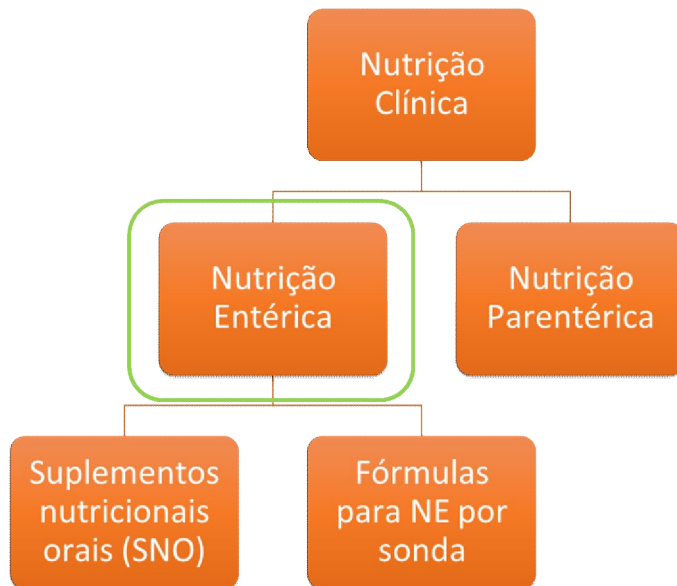 Nutrição
Clínica
Nutrição
Entérica
Nutrição
Parentérica
Suplementos
nutricionais
orais (SNO)
Fórmulas
para NE por
sonda